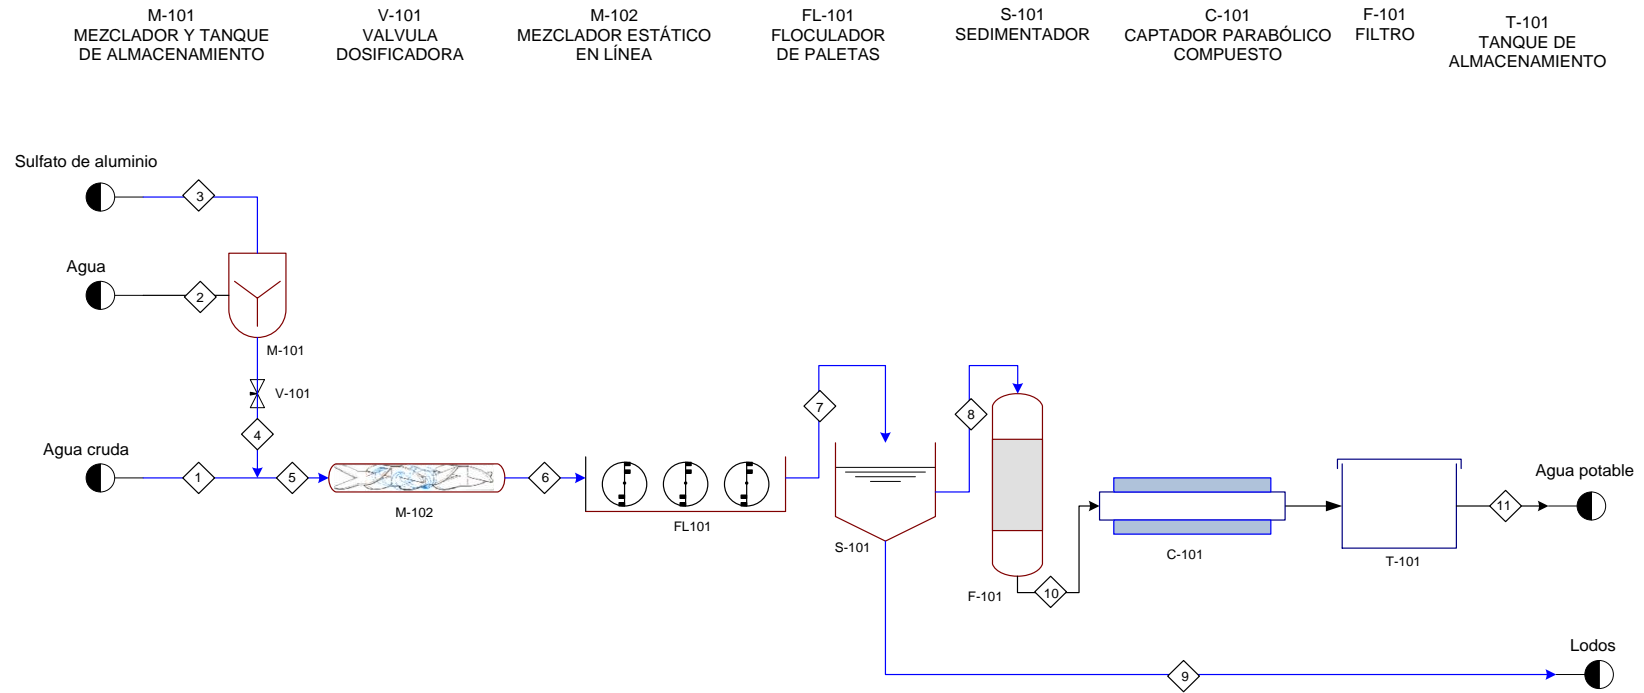 M-101
MEZCLADOR Y TANQUE
DE ALMACENAMIENTO
V-101
VALVULA
DOSIFICADORA
M-102
MEZCLADOR ESTÁTICO
EN LÍNEA
FL-101
FLOCULADOR
DE PALETAS
S-101
SEDIMENTADOR
C-101
CAPTADOR PARABÓLICO
COMPUESTO
F-101
FILTRO
T-101
TANQUE DE
ALMACENAMIENTO
Sulfato de aluminio
3
Agua
2
M-101
V-101
4
Agua cruda
1
5
M-102
6
FL101
7
S-101
8
F-101
10
C-101
T-101
11
Agua potable
9
Lodos